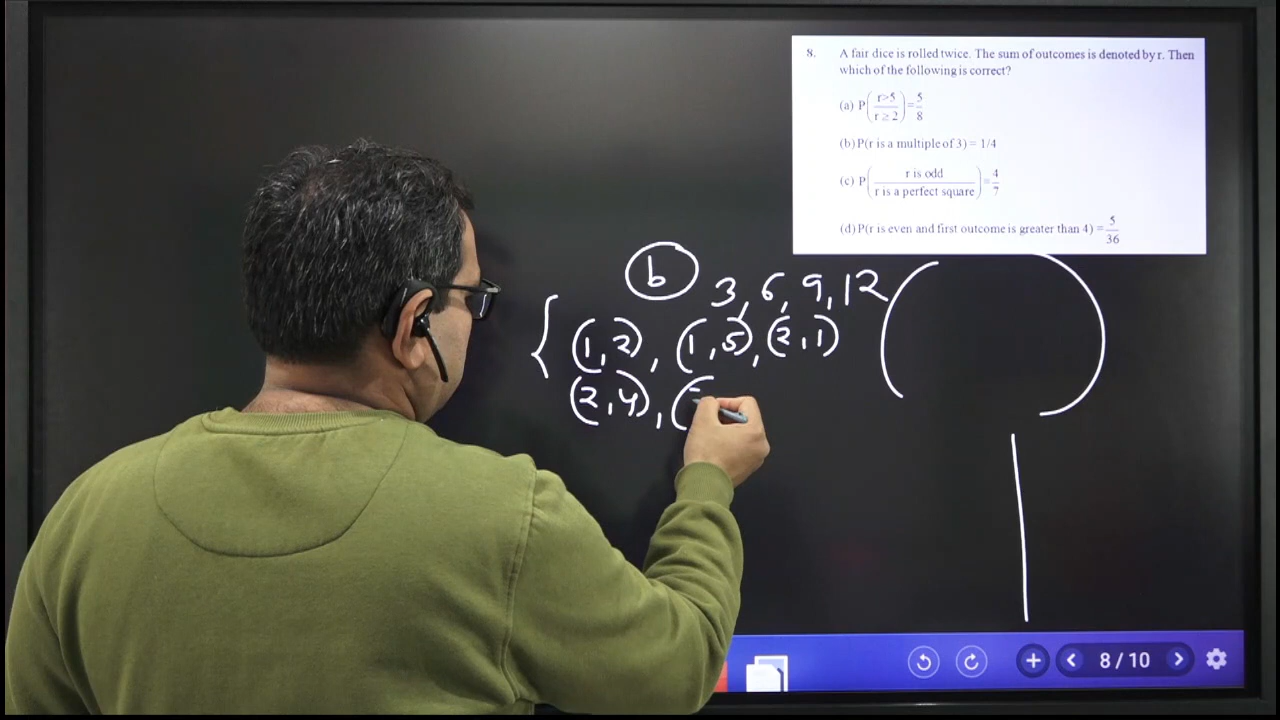 8. A fair dice is rolled twice. The sum of outcomes is denoted by r. Then
which of the following is correct?
(a) P(r>5 / r ≥ 2) = 5/8
(b) P(r is a multiple of 3) = 1/4
(c) P(r is odd / r is a perfect square) = 4/7
(d) P(r is even and first outcome is greater than 4) = 5/36
b 3, 6, 9, 12
{ (1, 2), (1, 5), (2, 1)
(2, 4), (
8 / 10